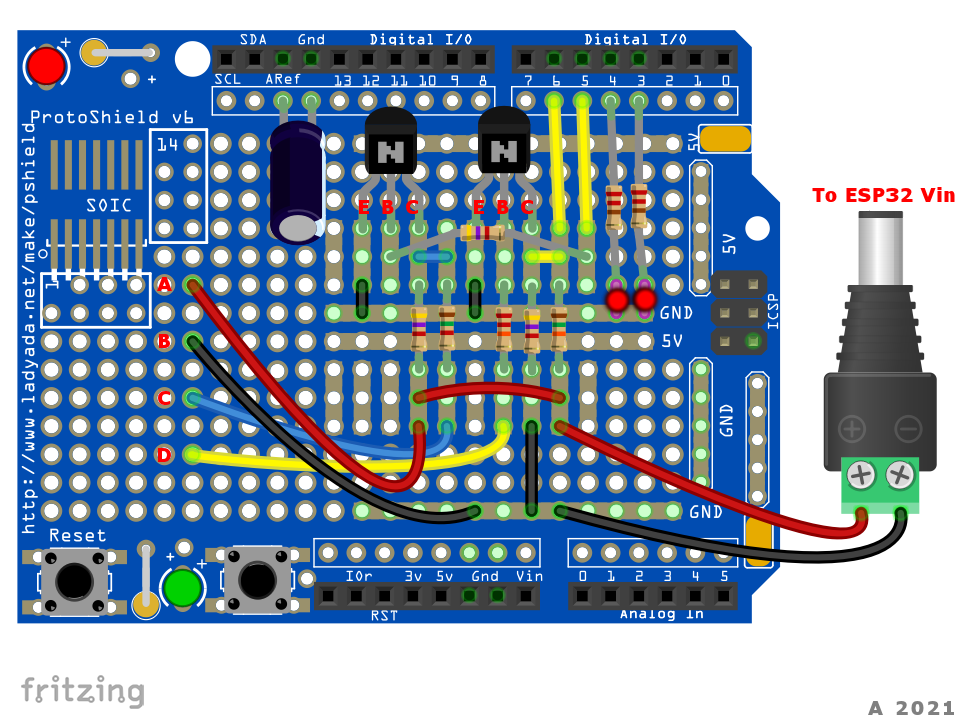 SDA Gnd Digital I/O Digital I/O
+
+
SCL ARef 13 12 11 10 9 8 7 6 5 4 3 2 1 0
ProtoShield v6
14
N N
5V
SOIC
E B C E B C
To ESP32 Vin
5V
1
A
GND
ICSP
B
5V
C
GND
D
http://www.ladyada.net/make/pshield
GND
Reset
+
+
IOr 3v 5v Gnd Vin 0 1 2 3 4 5
RST Analog In
fritzing
A 2021